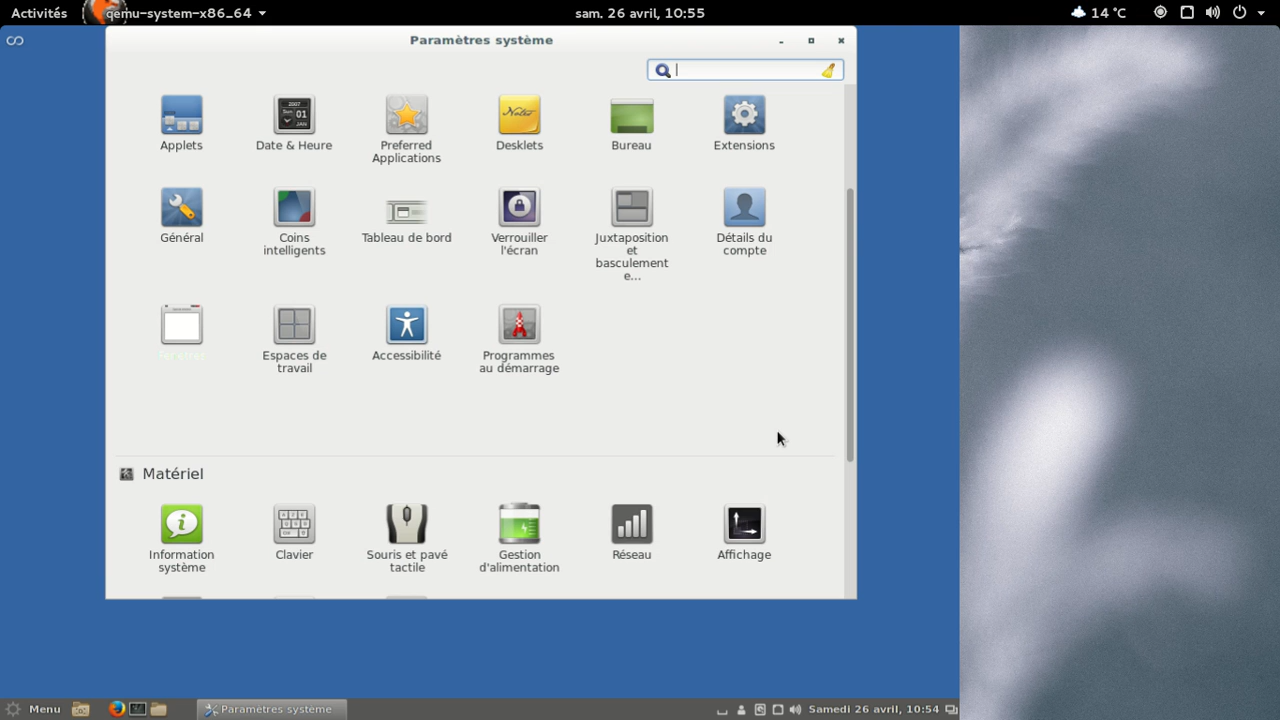 Activités
qemu-system-x86_64
sam. 26 avril, 10:55
14 °C
Paramètres système
Applets
Date & Heure
Preferred
Applications
Desklets
Bureau
Extensions
Général
Coins
intelligents
Tableau de bord
Verrouiller
l'écran
Juxtaposition
et
basculement
e...
Détails du
compte
Fenêtres
Espaces de
travail
Accessibilité
Programmes
au démarrage
Matériel
Information
système
Clavier
Souris et pavé
tactile
Gestion
d'alimentation
Réseau
Affichage
Menu
Paramètres système
Samedi 26 avril, 10:54